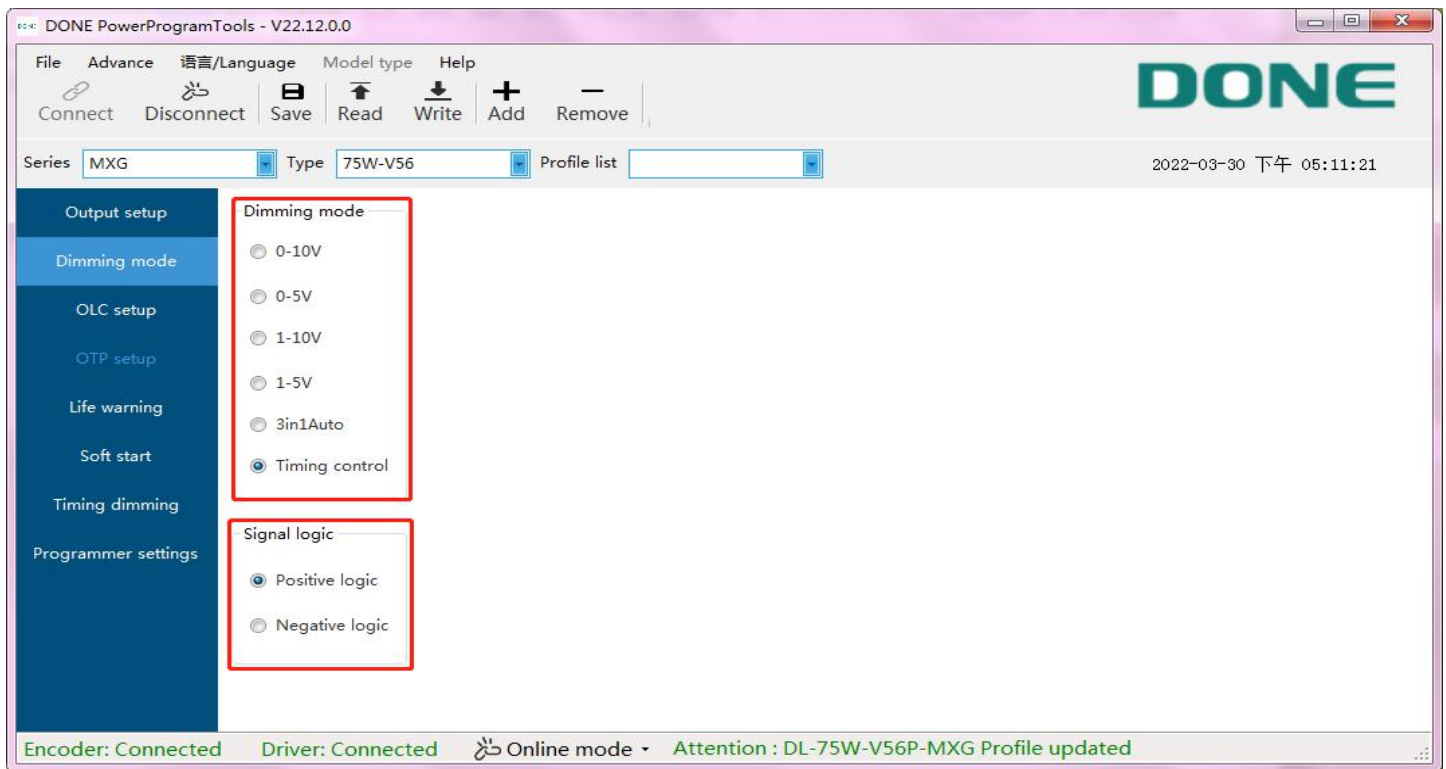 DONE DONE PowerProgramTools - V22.12.0.0
File Advance 语言/Language Model type Help
Connect Disconnect Save Read Write Add Remove
DONE
Series MXG Type 75W-V56 Profile list 2022-03-30 下午 05:11:21
Output setup
Dimming mode
OLC setup
OTP setup
Life warning
Soft start
Timing dimming
Programmer settings
Dimming mode
0-10V
0-5V
1-10V
1-5V
3in1Auto
Timing control
Signal logic
Positive logic
Negative logic
Encoder: Connected Driver: Connected Online mode Attention : DL-75W-V56P-MXG Profile updated